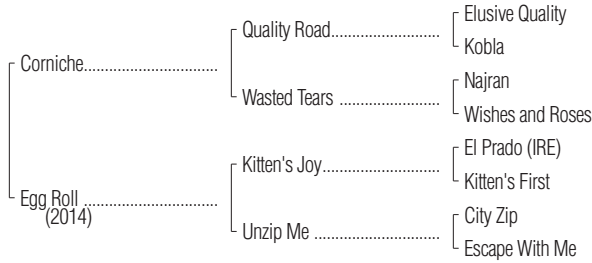 Elusive Quality
Quality Road
Kobla
Corniche
Najran
Wasted Tears
Wishes and Roses
El Prado (IRE)
Kitten's Joy
Kitten's First
Egg Roll
(2014)
City Zip
Unzip Me
Escape With Me